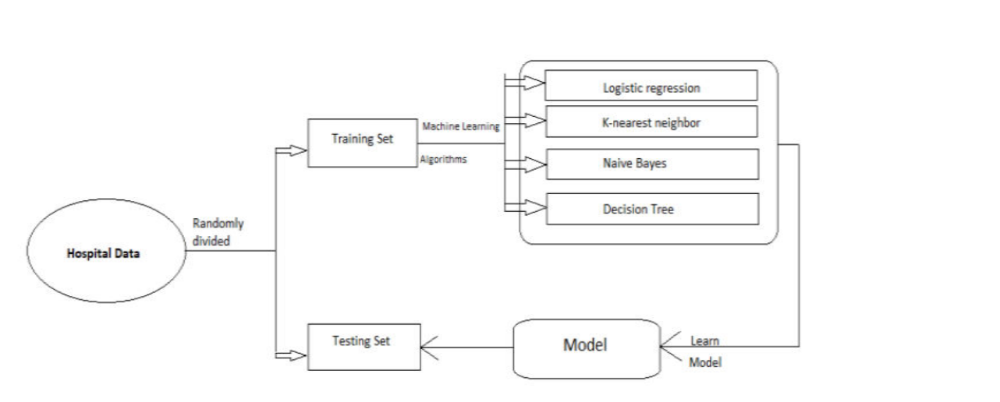 Logistic regression
K-nearest neighbor
Naive Bayes
Decision Tree
Machine Learning
Algorithms
Training Set
Randomly
divided
Hospital Data
Testing Set
Model
Learn
Model